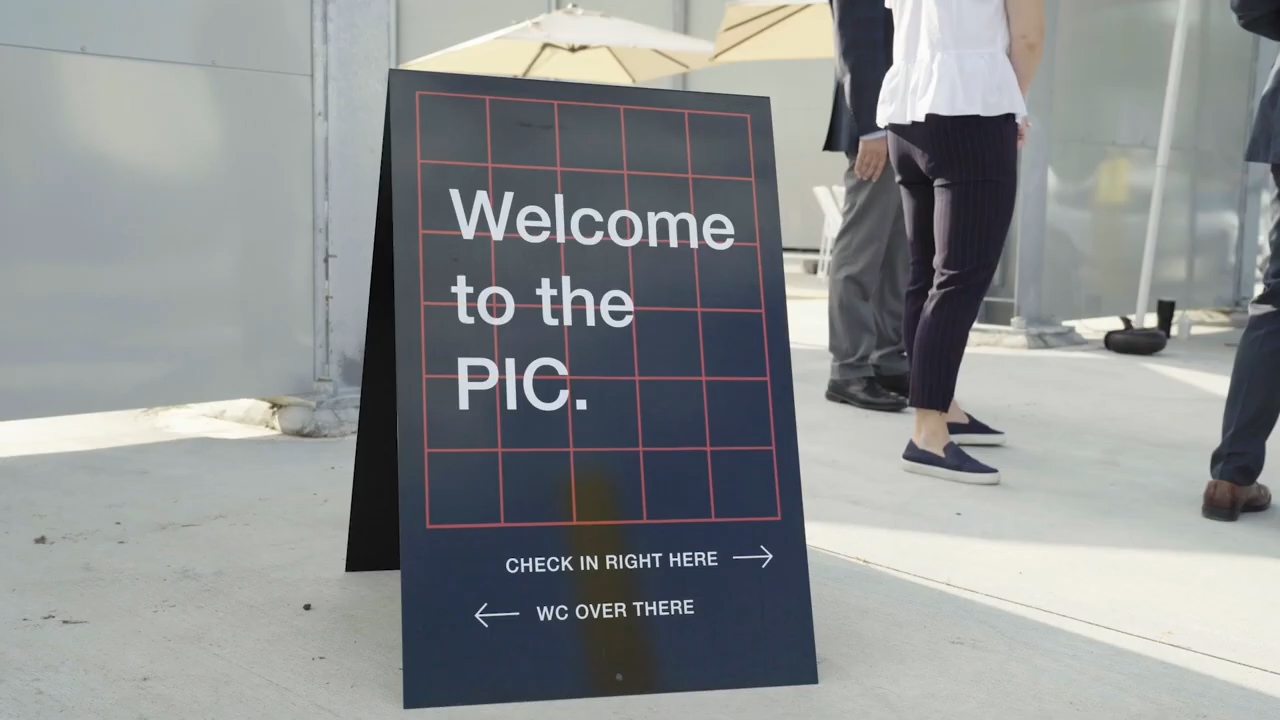 Welcome
to the
PIC.
CHECK IN RIGHT HERE →
← WC OVER THERE